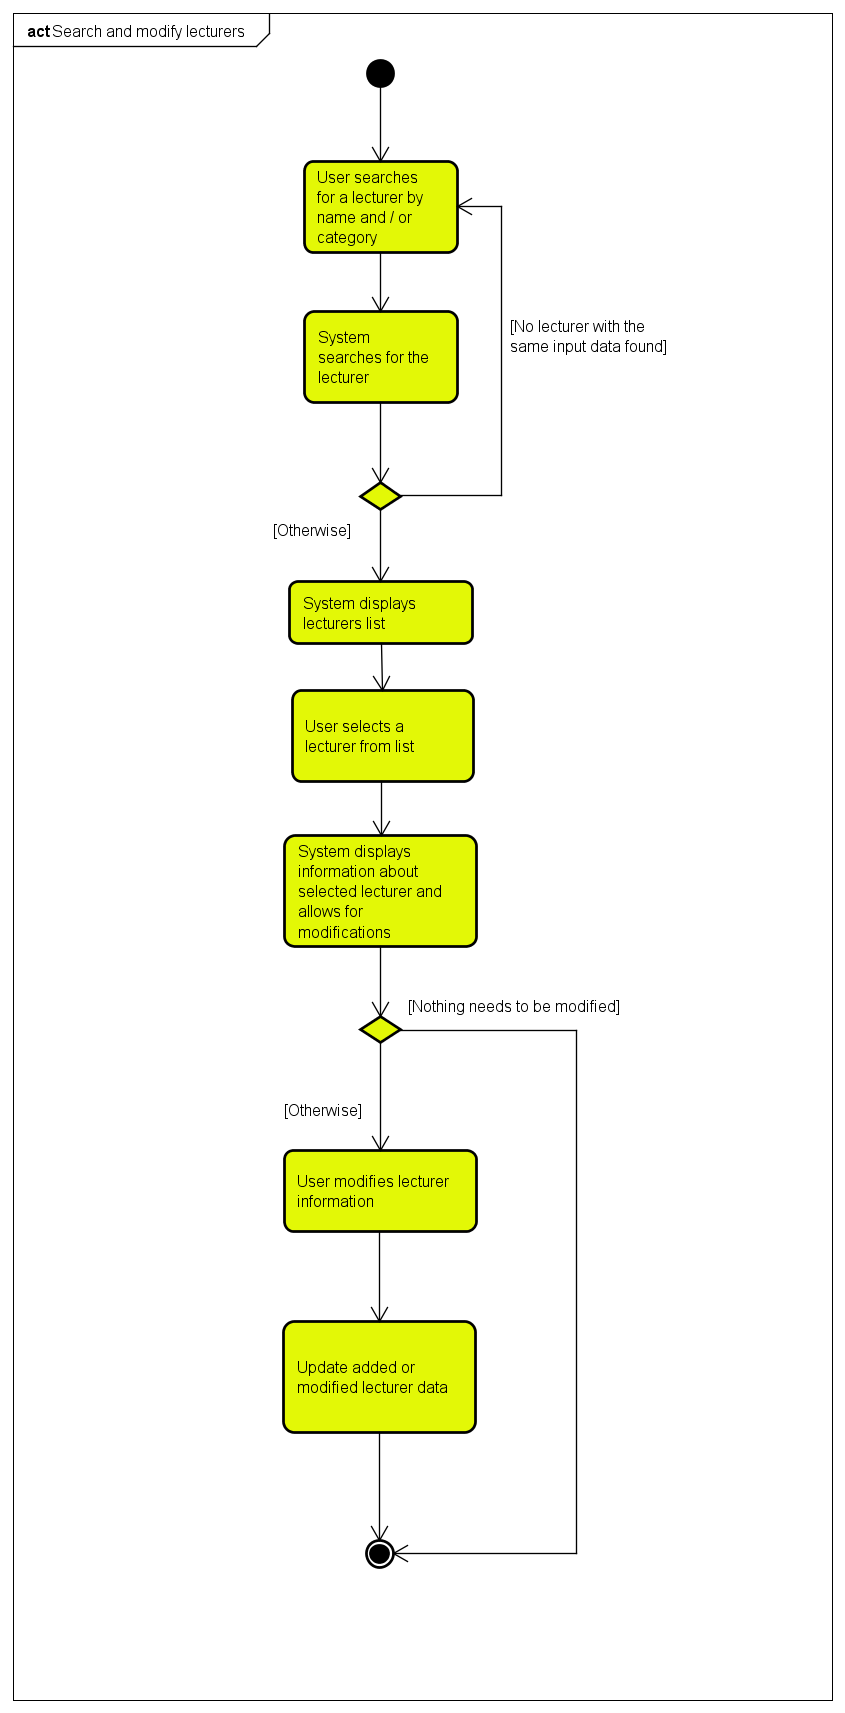 act Search and modify lecturers
User searches
for a lecturer by
name and / or
category
[No lecturer with the
same input data found]
System
searches for the
lecturer
[Otherwise]
System displays
lecturers list
User selects a
lecturer from list
System displays
information about
selected lecturer and
allows for
modifications
[Nothing needs to be modified]
[Otherwise]
User modifies lecturer
information
Update added or
modified lecturer data